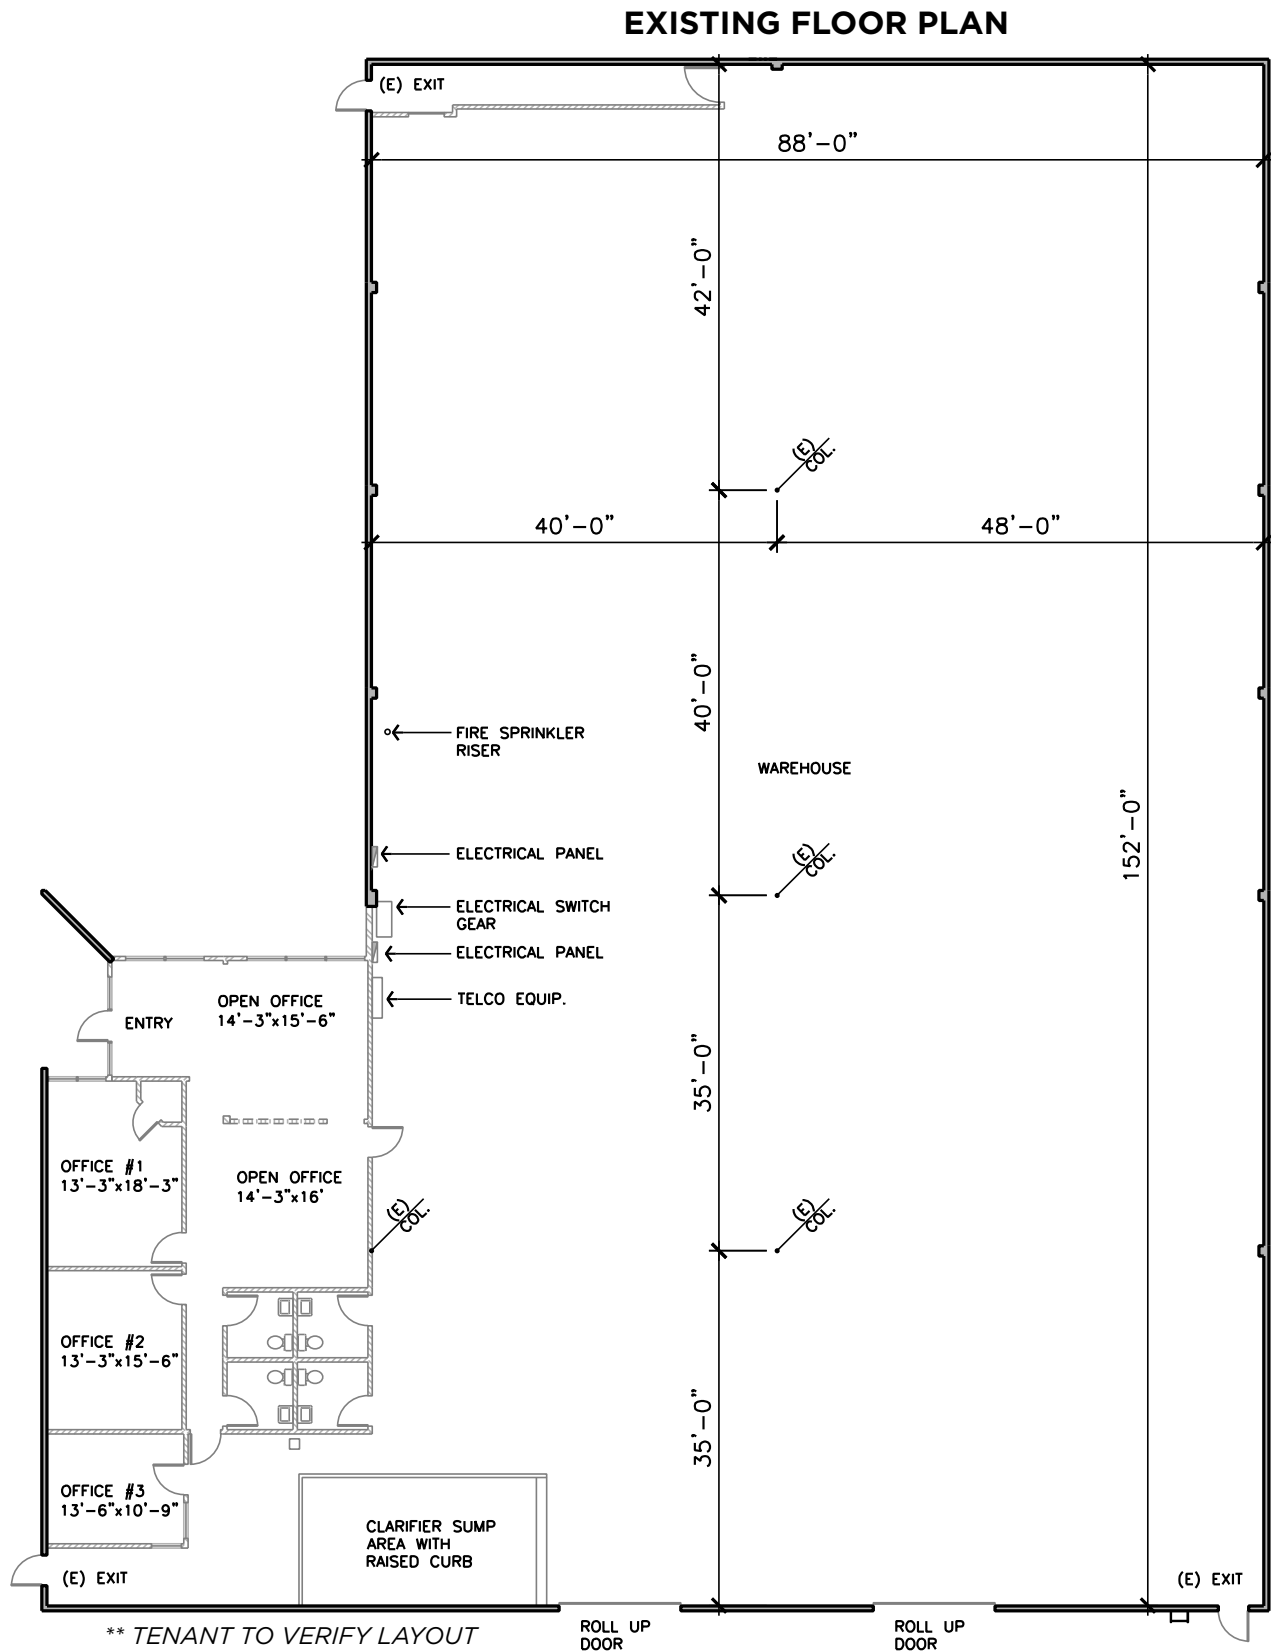 EXISTING FLOOR PLAN
(E) EXIT
88'-0"
42'-0"
(E)
COL.
40'-0"
48'-0"
40'-0"
FIRE SPRINKLER
RISER
WAREHOUSE
152'-0"
ELECTRICAL PANEL
(E)
COL.
ELECTRICAL SWITCH
GEAR
ELECTRICAL PANEL
TELCO EQUIP.
OPEN OFFICE
14'-3"x15'-6"
ENTRY
35'-0"
OFFICE #1
13'-3"x18'-3"
OPEN OFFICE
14'-3"x16'
(E)
COL.
(E)
COL.
OFFICE #2
13'-3"x15'-6"
35'-0"
OFFICE #3
13'-6"x10'-9"
CLARIFIER SUMP
AREA WITH
RAISED CURB
(E) EXIT
(E) EXIT
** TENANT TO VERIFY LAYOUT
ROLL UP
DOOR
ROLL UP
DOOR